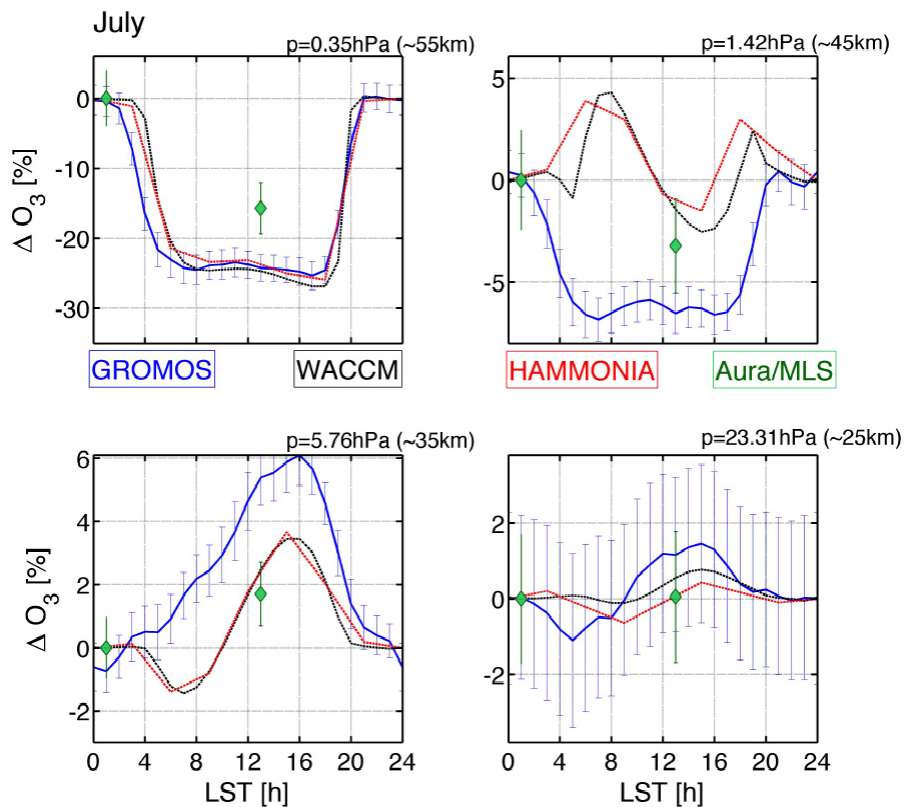 July
p=0.35hPa (~55km)
p=1.42hPa (~45km)
Δ O3 [%]
0
-10
-20
-30
5
0
-5
GROMOS
WACCM
HAMMONIA
Aura/MLS
p=5.76hPa (~35km)
p=23.31hPa (~25km)
Δ O3 [%]
6
4
2
0
-2
2
0
-2
0 4 8 12 16 20 24
0 4 8 12 16 20 24
LST [h]
LST [h]